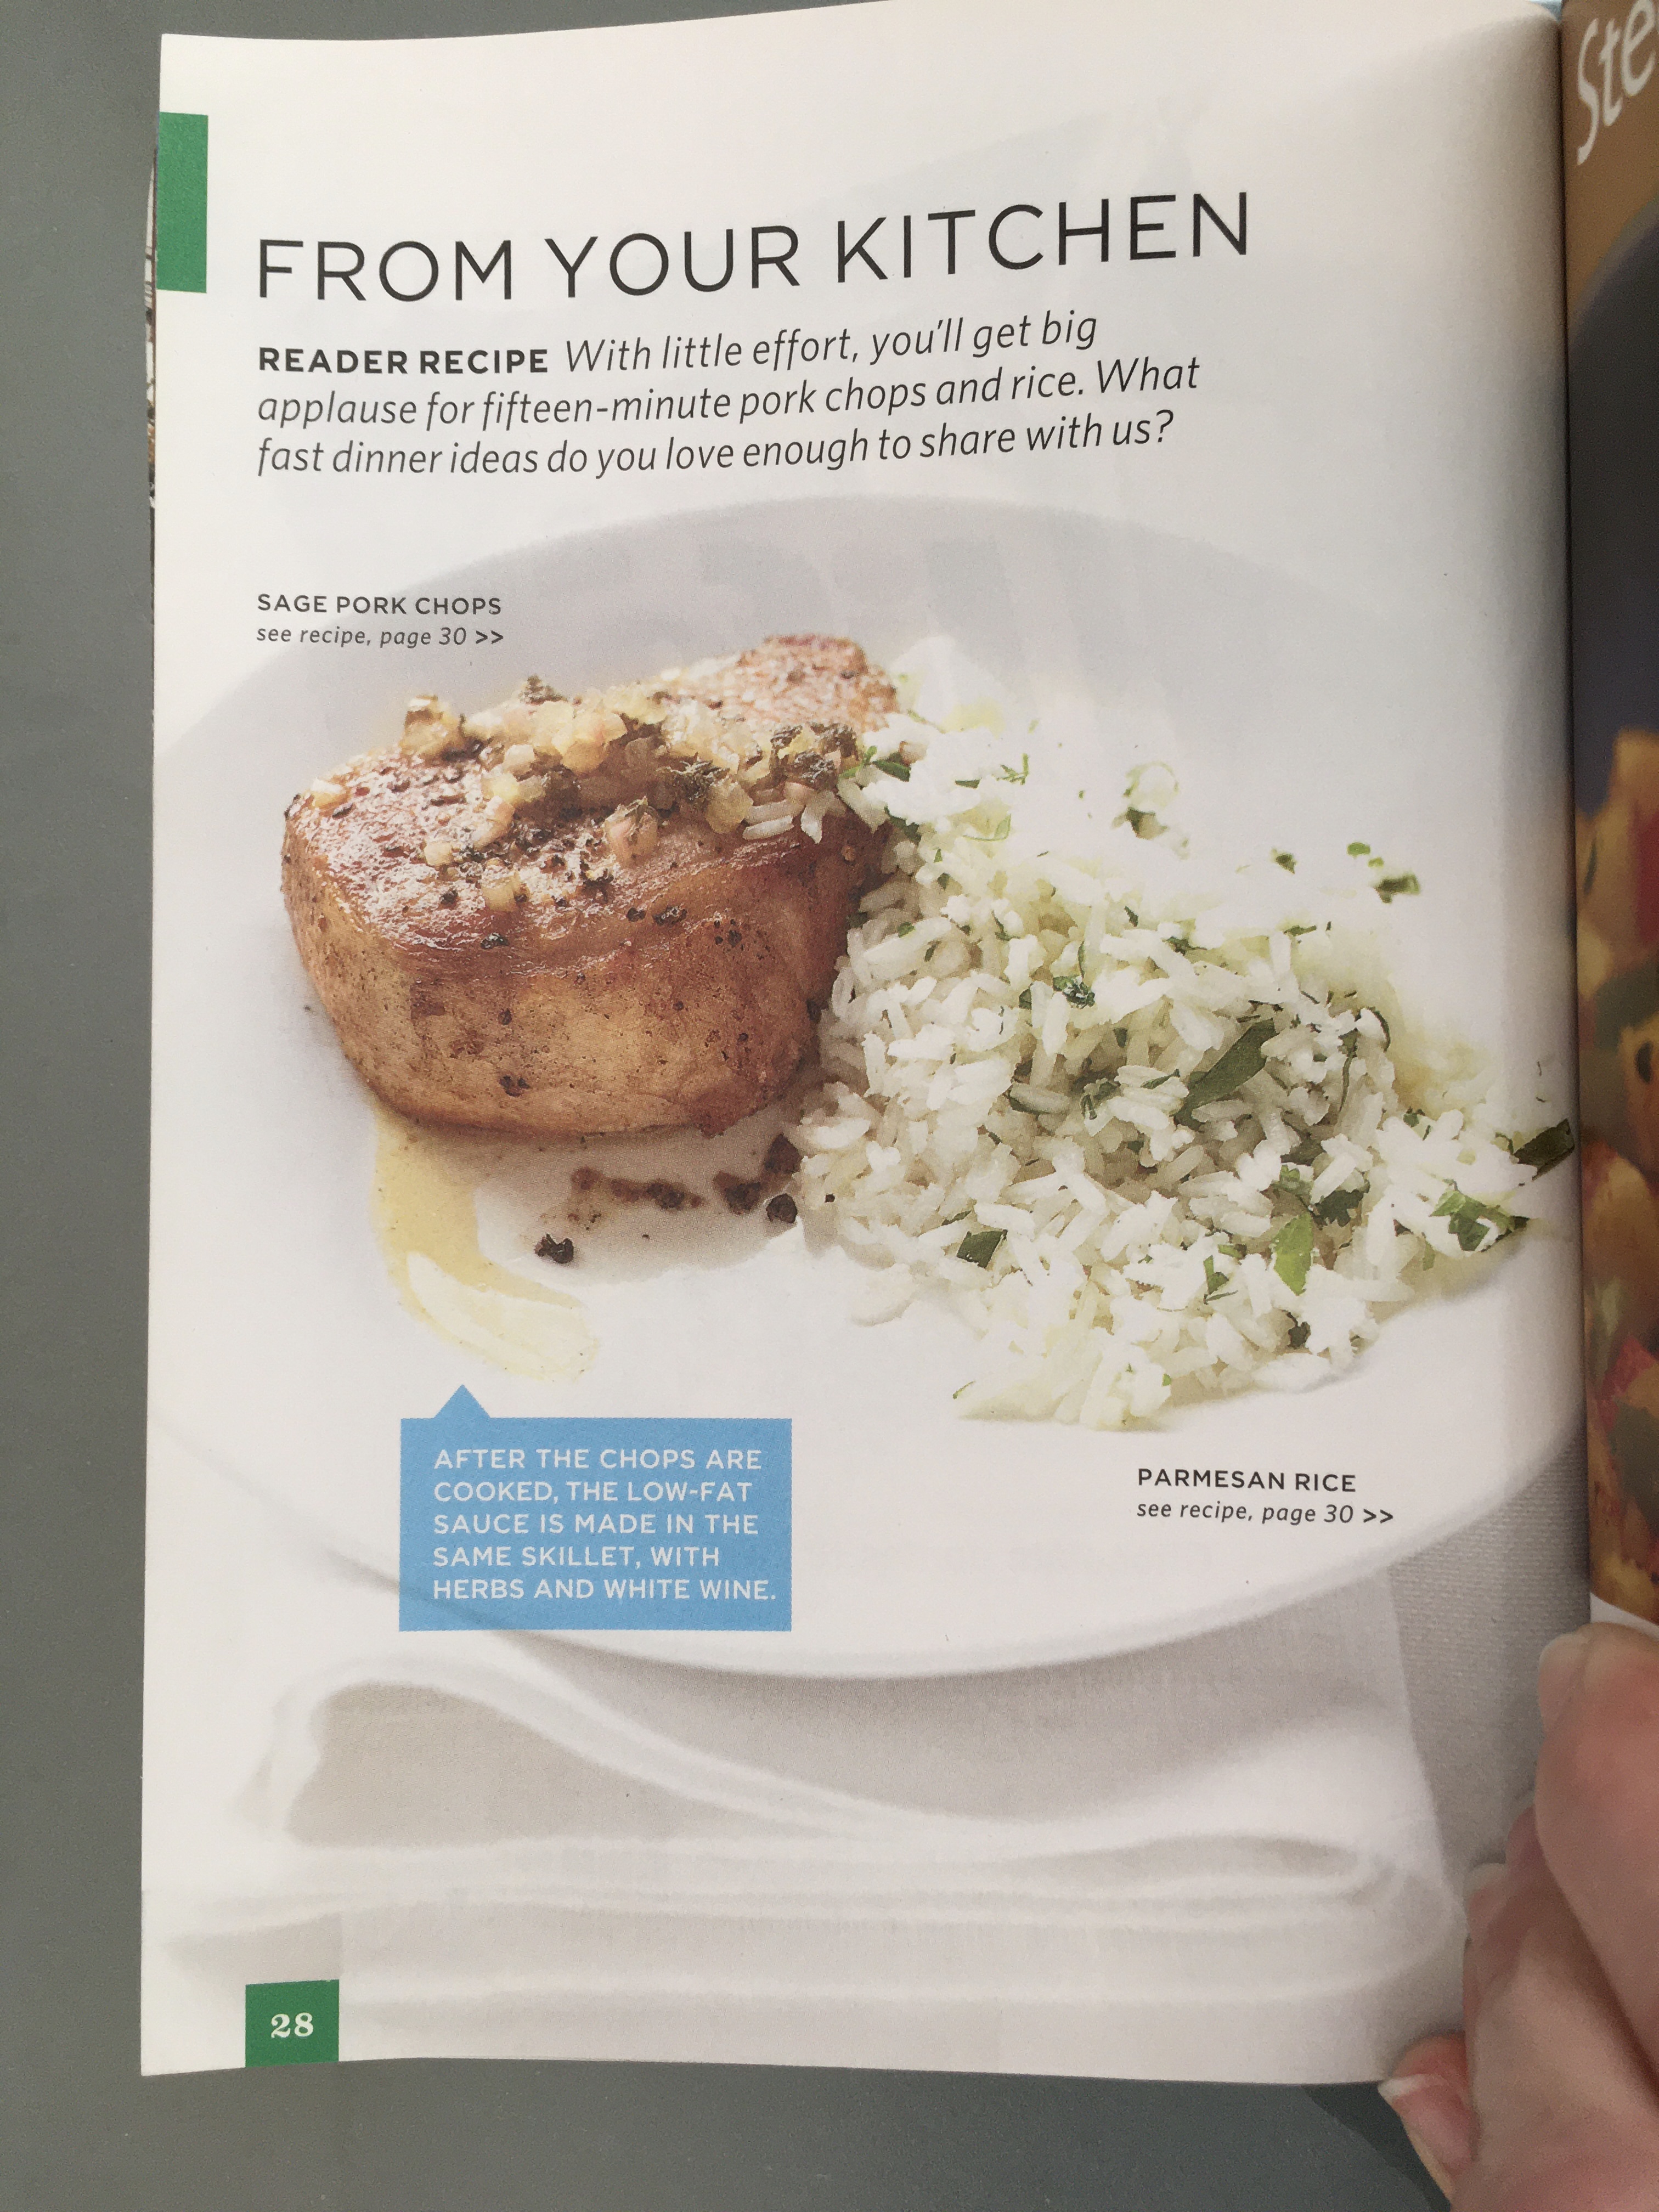 FROM YOUR KITCHEN
READER RECIPE With little effort, you'll get big
applause for fifteen-minute pork chops and rice. What
fast dinner ideas do you love enough to share with us?
SAGE PORK CHOPS
see recipe, page 30 >>
AFTER THE CHOPS ARE
COOKED, THE LOW-FAT
SAUCE IS MADE IN THE
SAME SKILLET, WITH
HERBS AND WHITE WINE.
PARMESAN RICE
see recipe, page 30 >>
28